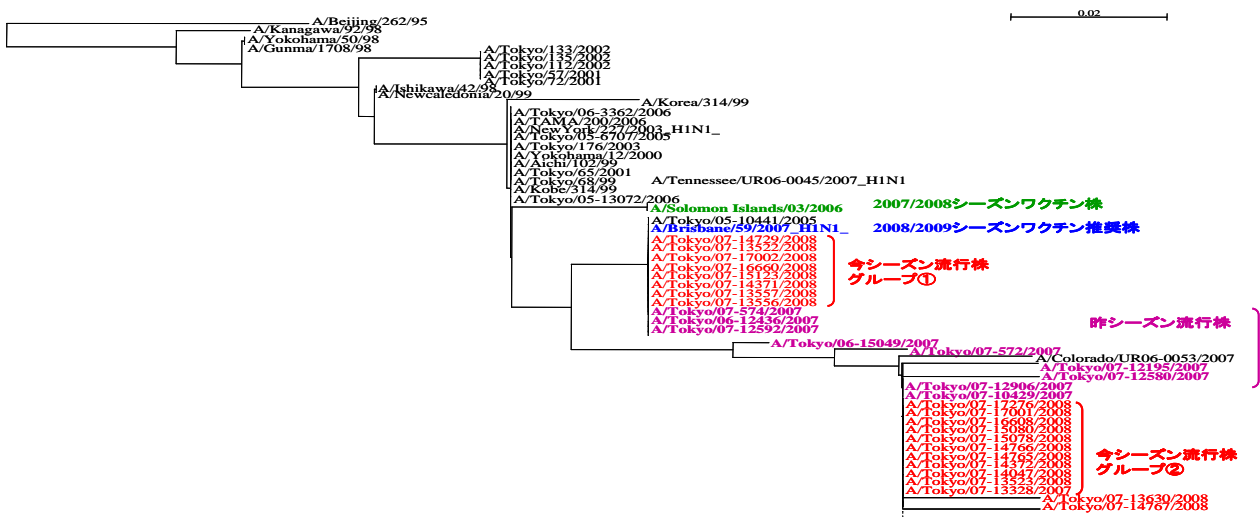 A/Beijing/262/95
0.02
A/Kanagawa/92/98
A/Yokohama/50/98
A/Gunma/1708/98
A/Tokyo/133/2002
A/Tokyo/135/2002
A/Tokyo/112/2002
A/Tokyo/57/2001
A/Tokyo/72/2001
A/Ishikawa/42/98
A/Newcaledonia/20/99
A/Korea/314/99
A/Tokyo/06-3362/2006
A/TAMA/200/2006
A/NewYork/227/2003_H1N1_
A/Tokyo/05-6707/2005
A/Tokyo/176/2003
A/Yokohama/12/2000
A/Aichi/102/99
A/Tokyo/65/2001
A/Tokyo/68/99
A/Tennessee/UR06-0045/2007_H1N1
A/Kobe/314/99
A/Tokyo/05-13072/2006
A/Solomon Islands/03/2006
2007/2008シーズンワクチン株
A/Tokyo/05-10441/2005
A/Brisbane/59/2007_H1N1_
2008/2009シーズンワクチン推奨株
A/Tokyo/07-14729/2008
A/Tokyo/07-13522/2008
A/Tokyo/07-17002/2008
A/Tokyo/07-16660/2008
A/Tokyo/07-15123/2008
A/Tokyo/07-14371/2008
A/Tokyo/07-13557/2008
A/Tokyo/07-13556/2008
今シーズン流行株
グループ①
A/Tokyo/07-574/2007
A/Tokyo/06-12436/2007
A/Tokyo/07-12592/2007
昨シーズン流行株
A/Tokyo/06-15049/2007
A/Tokyo/07-572/2007
A/Colorado/UR06-0053/2007
A/Tokyo/07-12195/2007
A/Tokyo/07-12580/2007
A/Tokyo/07-12906/2007
A/Tokyo/07-10429/2007
A/Tokyo/07-17276/2008
A/Tokyo/07-17001/2008
A/Tokyo/07-16608/2008
A/Tokyo/07-15080/2008
A/Tokyo/07-15078/2008
A/Tokyo/07-14766/2008
A/Tokyo/07-14765/2008
A/Tokyo/07-14372/2008
A/Tokyo/07-14047/2008
A/Tokyo/07-13523/2008
A/Tokyo/07-13328/2007
今シーズン流行株
グループ②
A/Tokyo/07-13630/2008
A/Tokyo/07-14767/2008